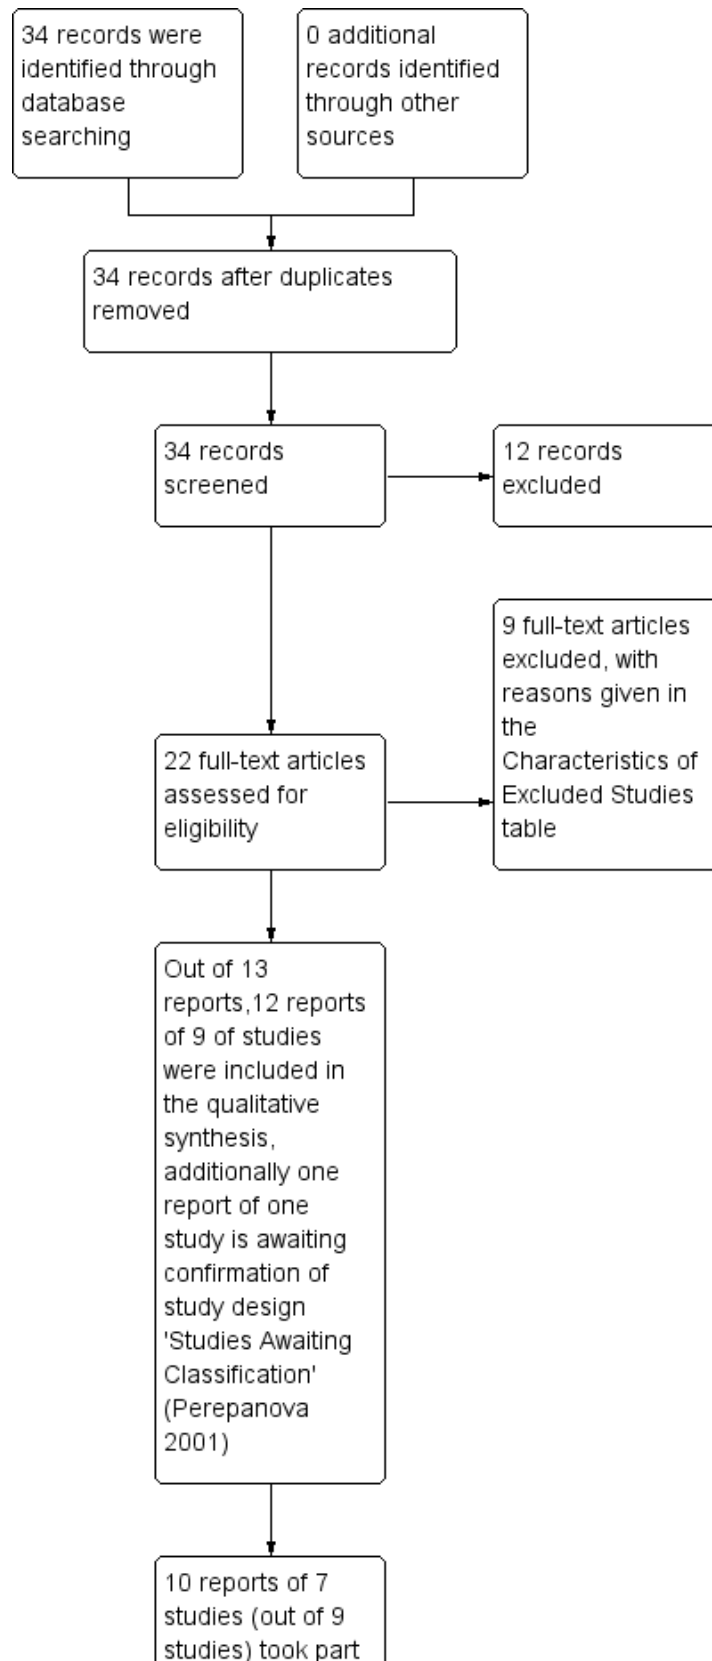 34 records were
identified through
database
searching
0 additional
records identified
through other
sources
34 records after duplicates
removed
34 records
screened
12 records
excluded
9 full-text articles
excluded, with
reasons given in
the
Characteristics of
Excluded Studies
table
22 full-text articles
assessed for
eligibility
Out of 13
reports,12 reports
of 9 of studies
were included in
the qualitative
synthesis,
additionally one
report of one
study is awaiting
confirmation of
study design
'Studies Awaiting
Classification'
(Perepanova
2001)
10 reports of 7
studies (out of 9
studies) took part